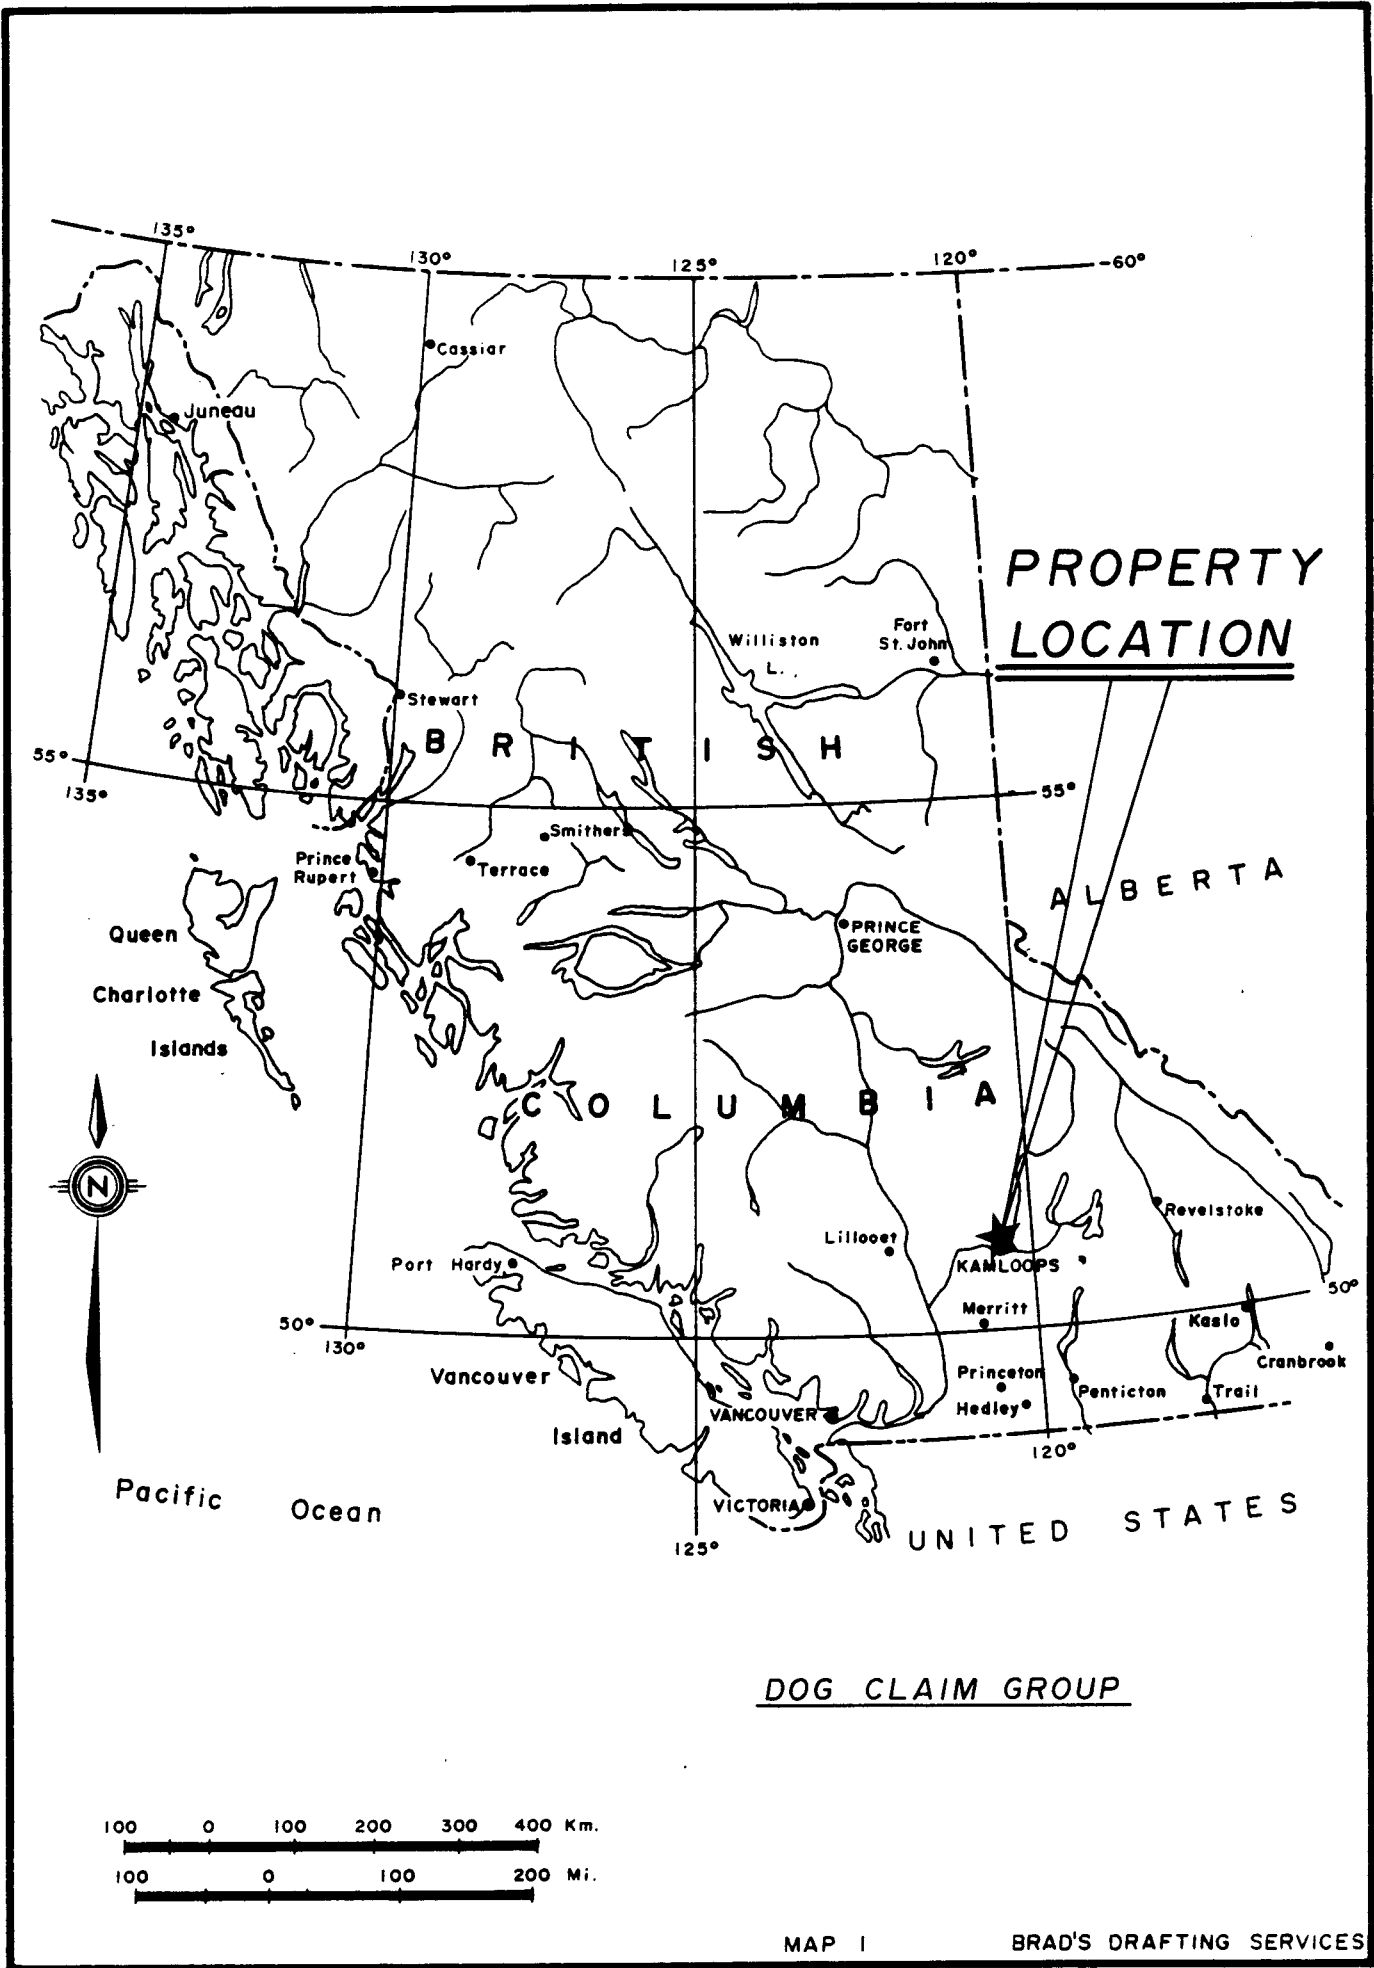 135°
130°
125°
120°
60°
Cassiar
Juneau
PROPERTY
LOCATION
Williston
L.
Fort
St. John
Stewart
BRITISH
55°
135°
55°
Smithers
Terrace
Prince
Rupert
ALBERTA
PRINCE
GEORGE
Queen
Charlotte
Islands
COLUMBIA
N
Revelstoke
Lillooet
Port Hardy
KAMLOOPS
50°
Merritt
Kaslo
50°
130°
Cranbrook
Vancouver
Princeton
Penticton
Trail
Hedley
VANCOUVER
Island
120°
Pacific Ocean
VICTORIA
UNITED STATES
125°
DOG CLAIM GROUP
100 0 100 200 300 400 Km.
100 0 100 200 Mi.
MAP 1 BRAD'S DRAFTING SERVICES